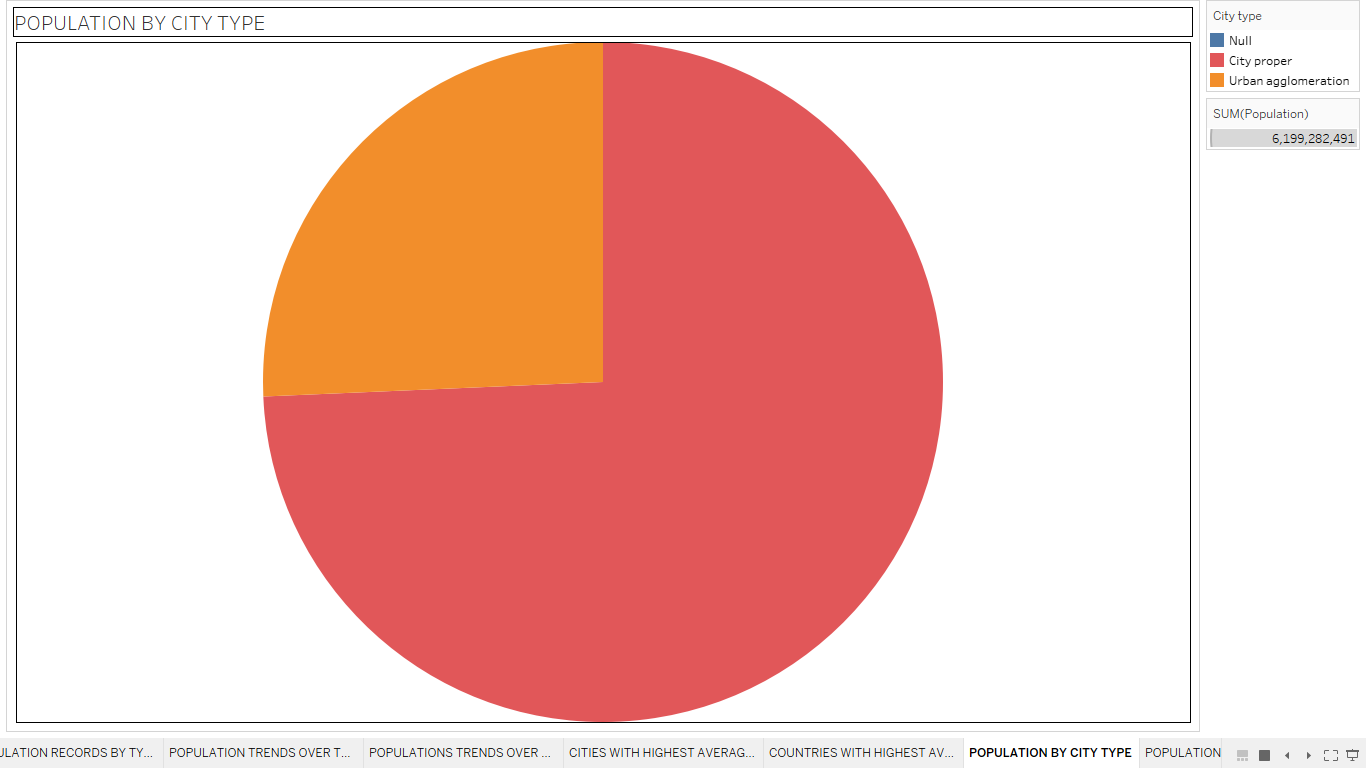 POPULATION BY CITY TYPE
City type
Null
City proper
Urban agglomeration
SUM(Population)
6,199,282,491
ULATION RECORDS BY TY... POPULATION TRENDS OVER T... POPULATIONS TRENDS OVER ... CITIES WITH HIGHEST AVERAG... COUNTRIES WITH HIGHEST AV... POPULATION BY CITY TYPE POPULATION